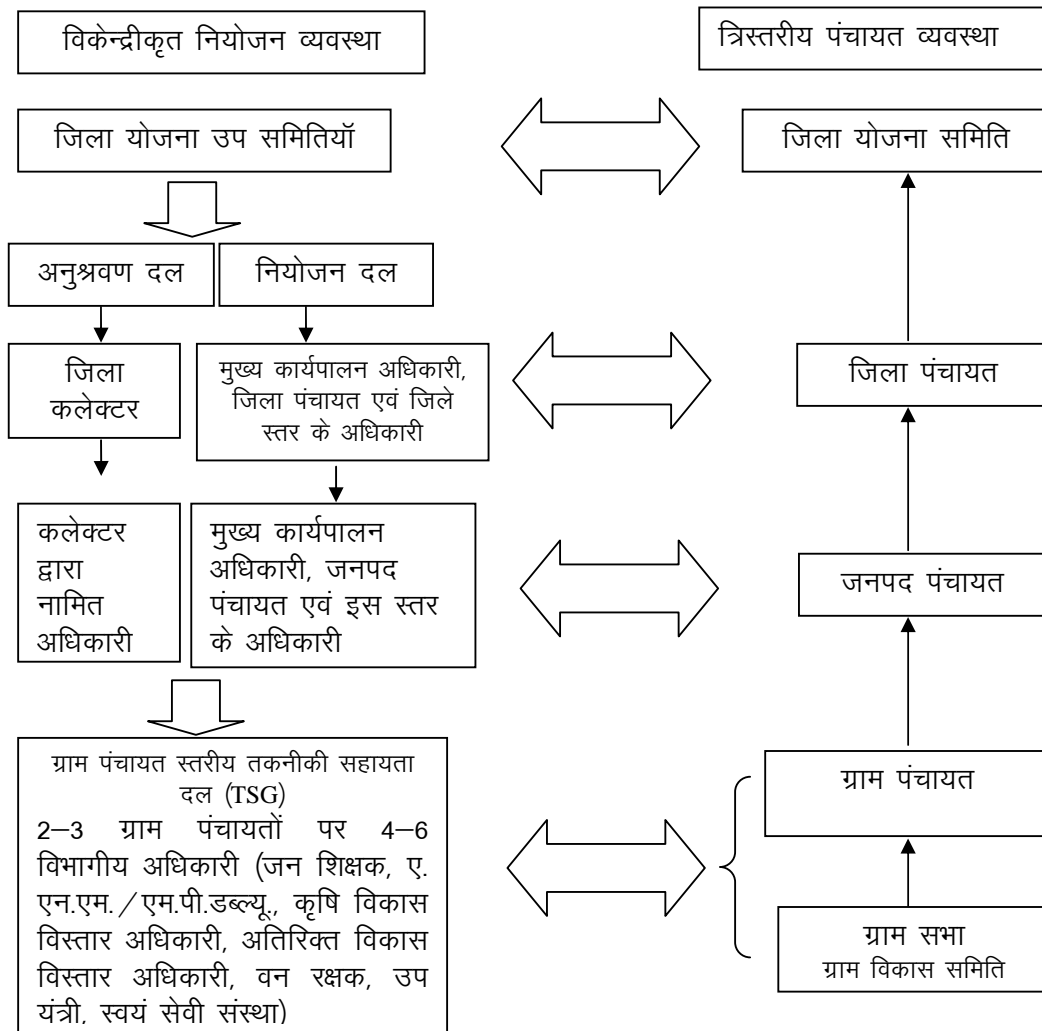 विकेन्द्रीकृत नियोजन व्यवस्था
त्रिस्तरीय पंचायत व्यवस्था
जिला योजना उप समितियॉ
जिला योजना समिति
अनुश्रवण दल
नियोजन दल
जिला
कलेक्टर
मुख्य कार्यपालन अधिकारी,
जिला पंचायत एवं जिले
स्तर के अधिकारी
जिला पंचायत
कलेक्टर
द्वारा
नामित
अधिकारी
मुख्य कार्यपालन
अधिकारी, जनपद
पंचायत एवं इस स्तर
के अधिकारी
जनपद पंचायत
ग्राम पंचायत स्तरीय तकनीकी सहायता
दल (TSG)
2–3 ग्राम पंचायतों पर 4–6
विभागीय अधिकारी (जन शिक्षक, ए.
एन.एम./एम.पी.डब्ल्यू., कृषि विकास
विस्तार अधिकारी, अतिरिक्त विकास
विस्तार अधिकारी, वन रक्षक, उप
यंत्री, स्वयं सेवी संस्था)
ग्राम पंचायत
ग्राम सभा
ग्राम विकास समिति